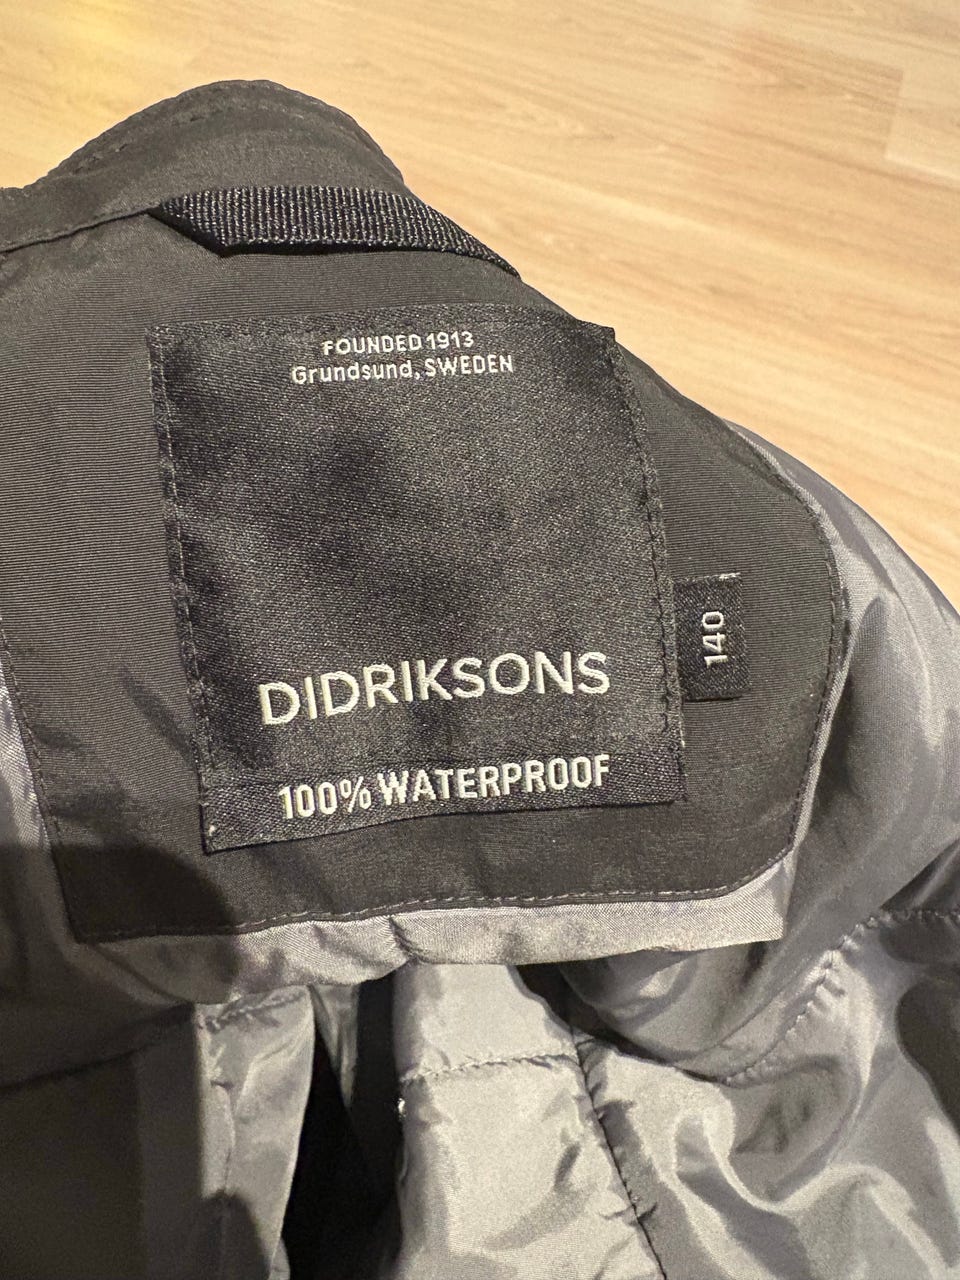 FOUNDED 1913
Grundsund, SWEDEN
DIDRIKSONS
100% WATERPROOF
140